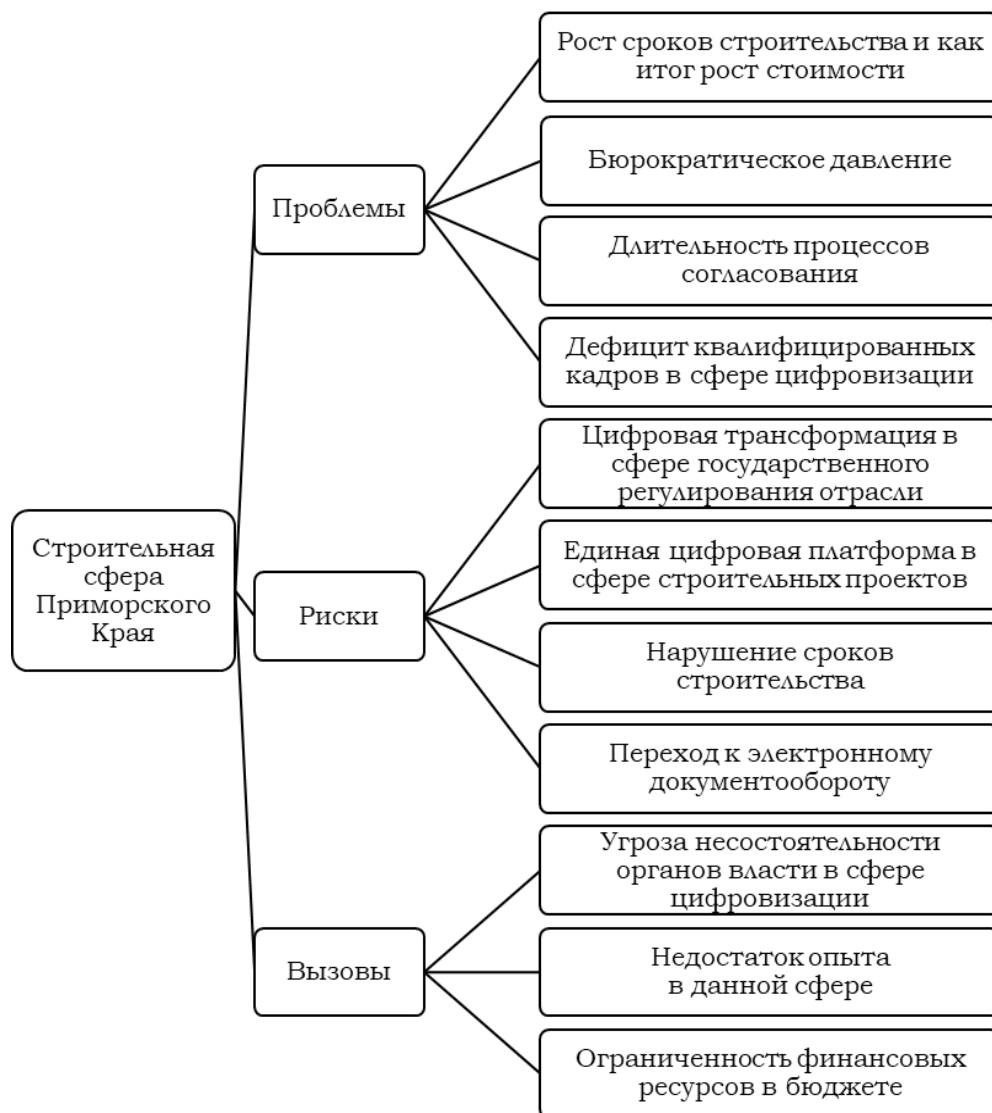 Строительная
сфера
Приморского
Края
Проблемы
Рост сроков строительства и как
итог рост стоимости
Бюрократическое давление
Длительность процессов
согласования
Дефицит квалифицированных
кадров в сфере цифровизации
Риски
Цифровая трансформация в
сфере государственного
регулирования отрасли
Единая цифровая платформа в
сфере строительных проектов
Нарушение сроков
строительства
Переход к электронному
документообороту
Вызовы
Угроза несостоятельности
органов власти в сфере
цифровизации
Недостаток опыта
в данной сфере
Ограниченность финансовых
ресурсов в бюджете